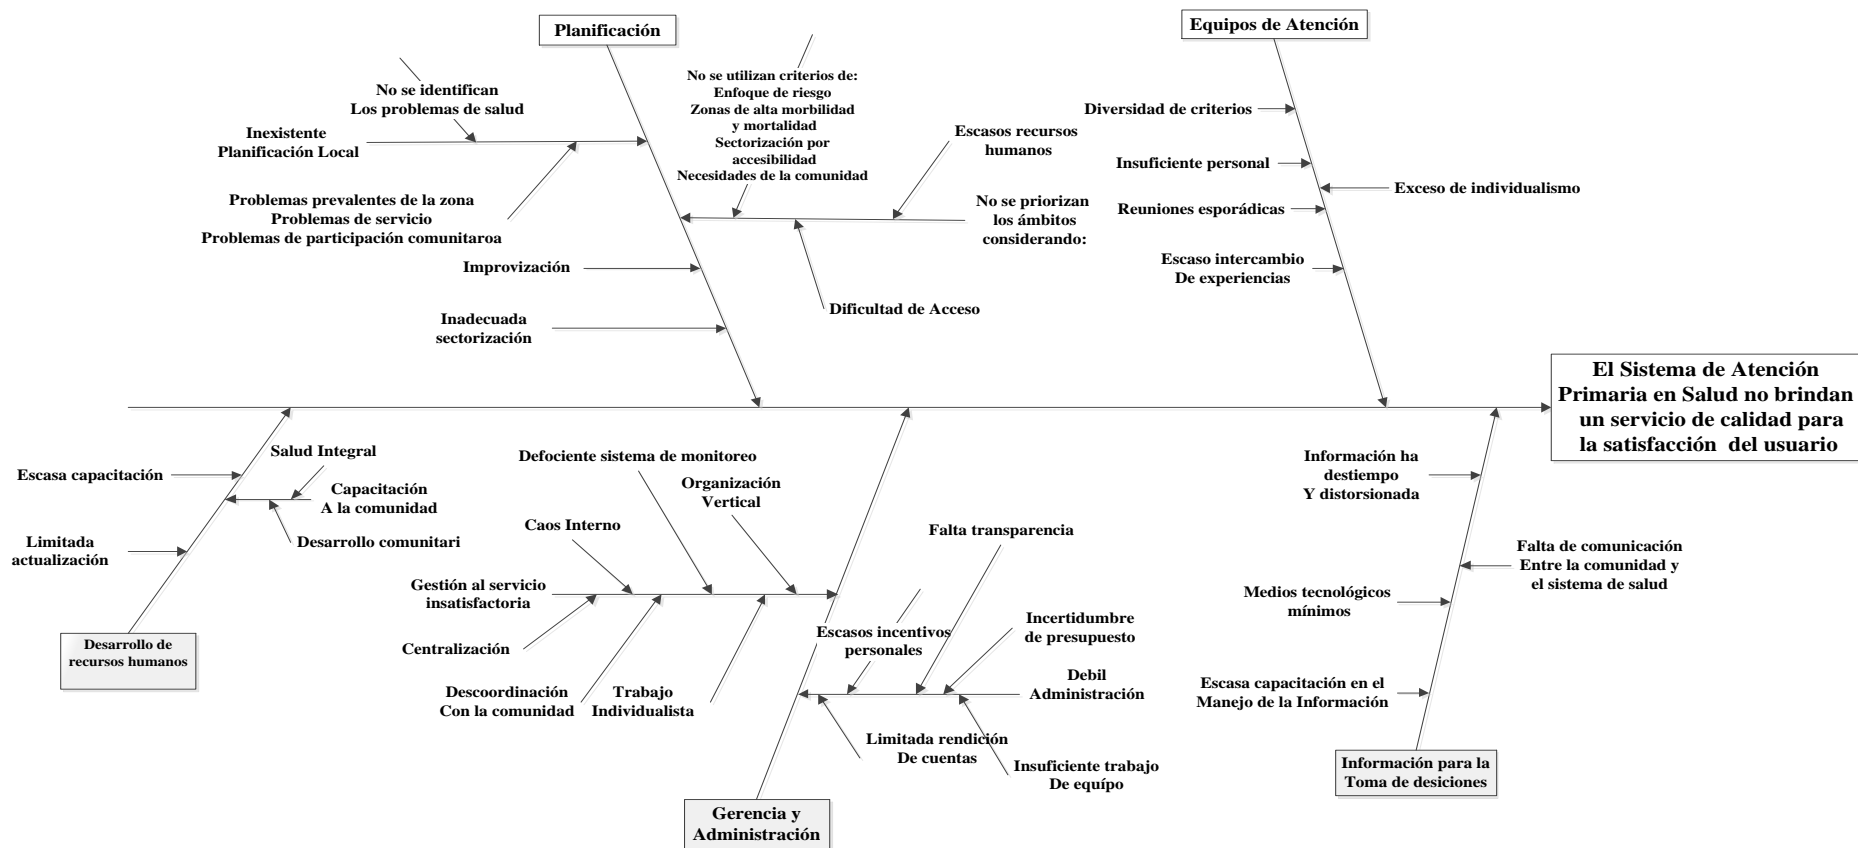 Planificación
Equipos de Atención
No se identifican
Los problemas de salud
Inexistente
Planificación Local
Problemas prevalentes de la zona
Problemas de servicio
Problemas de participación comunitaroa
No se utilizan criterios de:
Enfoque de riesgo
Zonas de alta morbilidad
y mortalidad
Sectorización por
accesibilidad
Necesidades de la comunidad
Escasos recursos
humanos
No se priorizan
los ámbitos
considerando:
Improvización
Dificultad de Acceso
Inadecuada
sectorización
Diversidad de criterios
Insuficiente personal
Exceso de individualismo
Reuniones esporádicas
Escaso intercambio
De experiencias
El Sistema de Atención
Primaria en Salud no brindan
un servicio de calidad para
la satisfacción del usuario
Escasa capacitación
Salud Integral
Capacitación
A la comunidad
Limitada
actualización
Desarrollo comunitari
Desarrollo de
recursos humanos
Defociente sistema de monitoreo
Organización
Vertical
Caos Interno
Gestión al servicio
insatisfactoria
Centralización
Descoordinación
Con la comunidad
Trabajo
Individualista
Falta transparencia
Escasos incentivos
personales
Incertidumbre
de presupuesto
Debil
Administración
Limitada rendición
De cuentas
Insuficiente trabajo
De equípo
Gerencia y
Administración
Información ha
destiempo
Y distorsionada
Falta de comunicación
Entre la comunidad y
el sistema de salud
Medios tecnológicos
mínimos
Escasa capacitación en el
Manejo de la Información
Información para la
Toma de desiciones